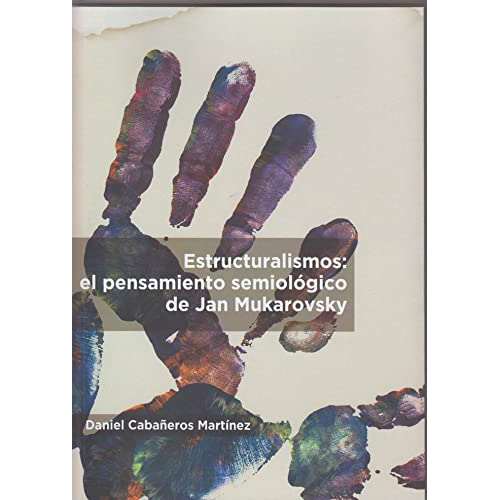 Estructuralismos:
el pensamiento semiológico
de Jan Mukarovsky
Daniel Cabañeros Martínez